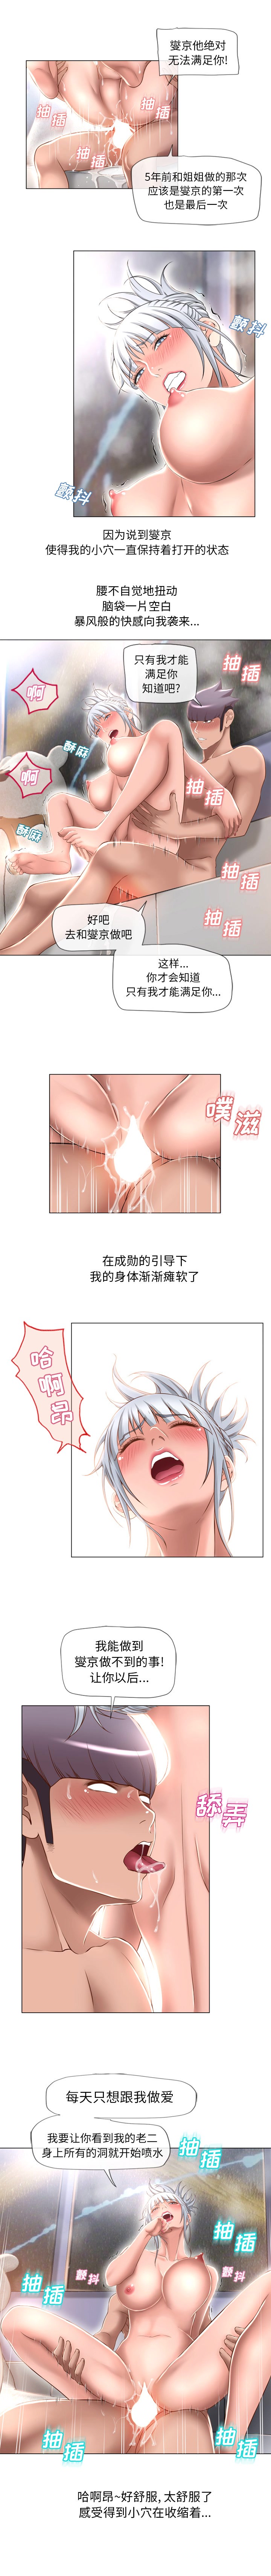 燮京他绝对
无法满足你!
抽插
抽插
抽插
5年前和姐姐做的那次
应该是燮京的第一次
也是最后一次
颤抖
颤抖
因为说到燮京
使得我的小穴一直保持着打开的状态
腰不自觉地扭动
脑袋一片空白
暴风般的快感向我袭来...
只有我才能
满足你
知道吧?
抽插
啊
酥麻
啊
抽插
酥麻
抽插
抽插
好吧
去和燮京做吧
这样...
你才会知道
只有我才能满足你...
噗滋
在成勋的引导下
我的身体渐渐瘫软了
哈啊昂
我能做到
燮京做不到的事!
让你以后...
舔弄
每天只想跟我做爱
我要让你看到我的老二
身上所有的洞就开始喷水
抽插
抽插
颤抖
颤抖
抽插
抽插
抽插
哈啊昂~好舒服, 太舒服了
感受得到小穴在收缩着...